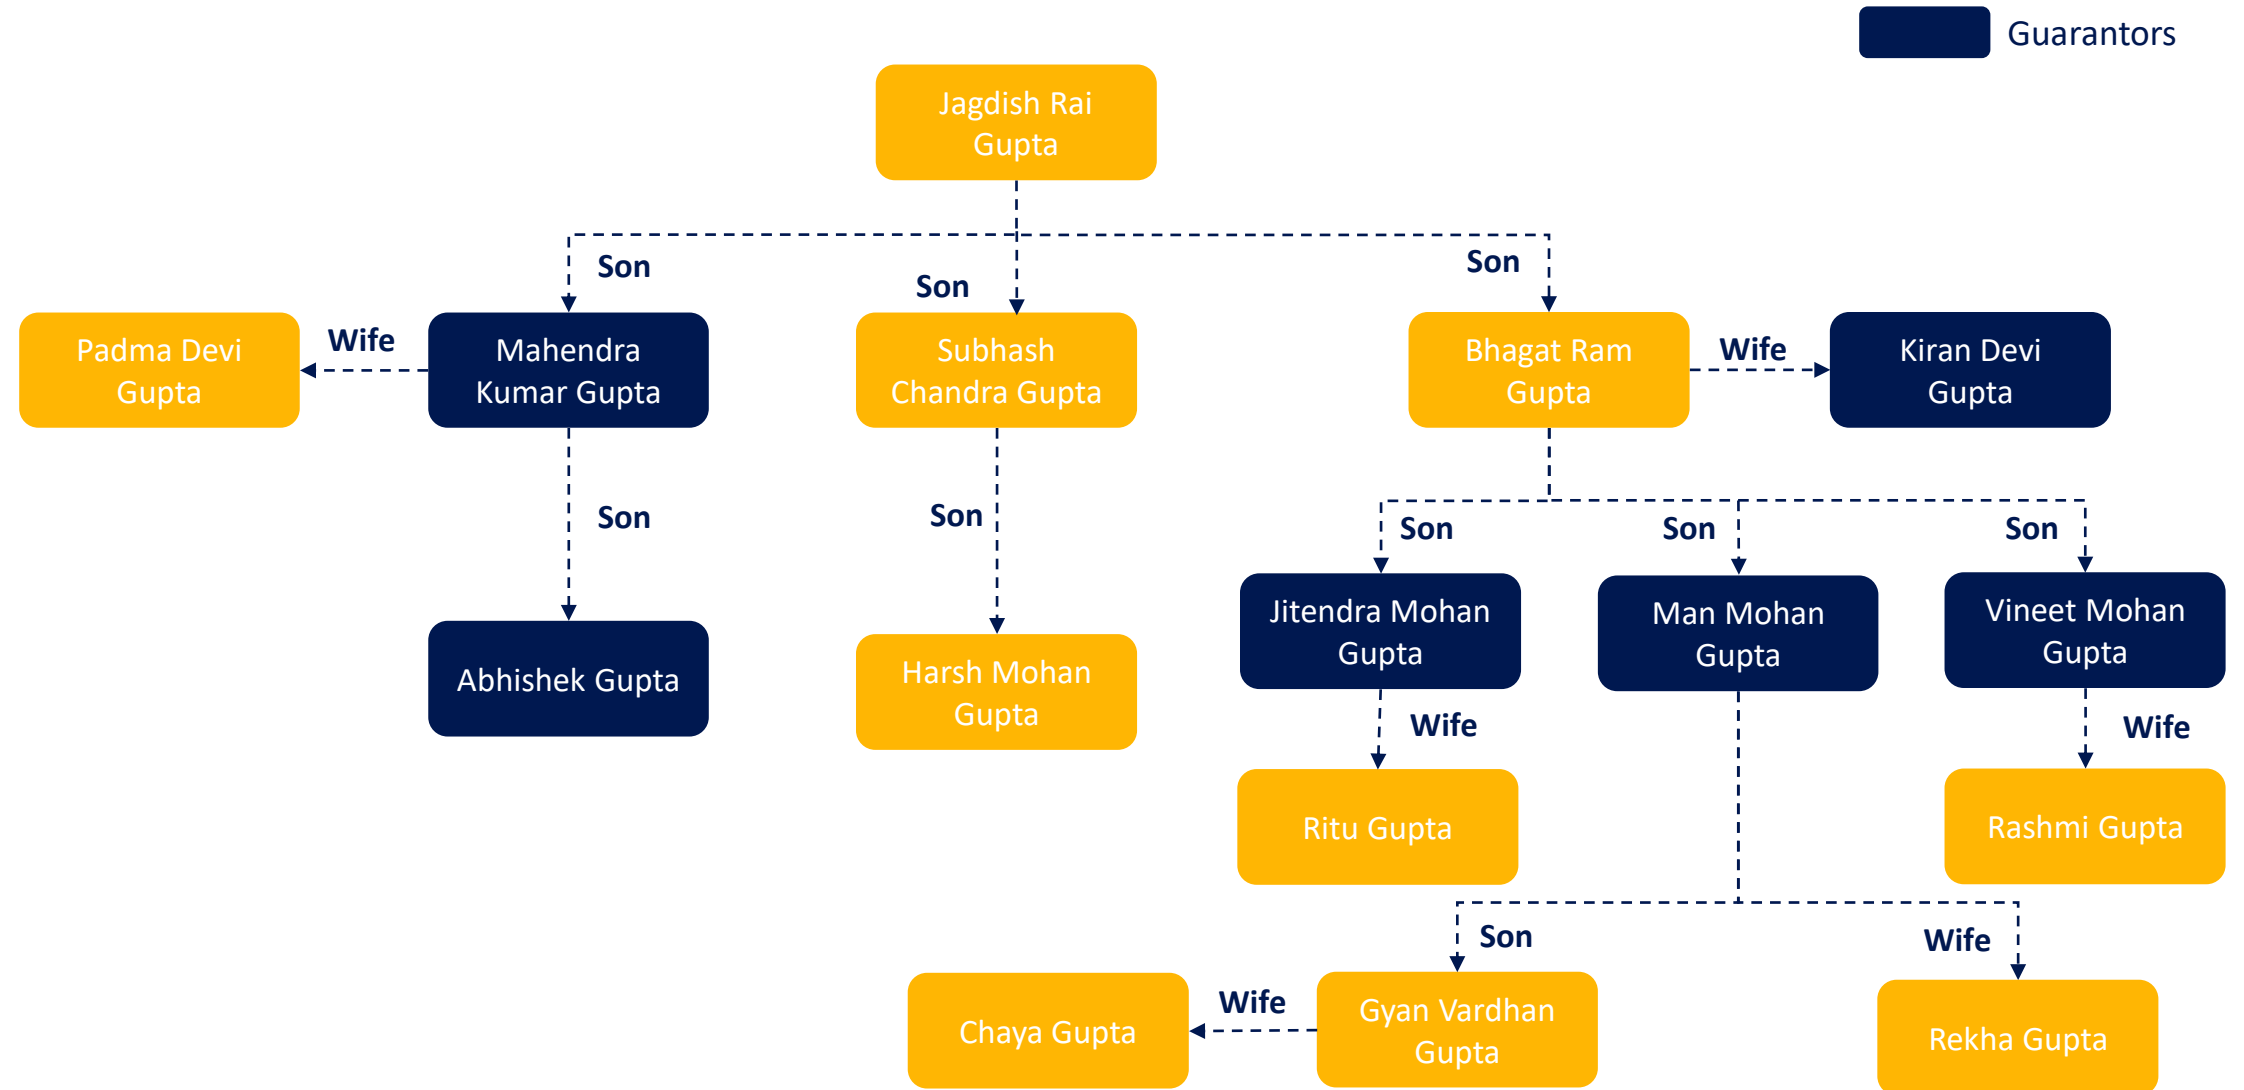 Guarantors
Jagdish Rai
Gupta
Son
Son
Son
Padma Devi
Gupta
Wife
Mahendra
Kumar Gupta
Subhash
Chandra Gupta
Bhagat Ram
Gupta
Wife
Kiran Devi
Gupta
Son
Son
Son
Son
Son
Abhishek Gupta
Harsh Mohan
Gupta
Jitendra Mohan
Gupta
Man Mohan
Gupta
Vineet Mohan
Gupta
Wife
Wife
Ritu Gupta
Rashmi Gupta
Son
Wife
Chaya Gupta
Wife
Gyan Vardhan
Gupta
Rekha Gupta